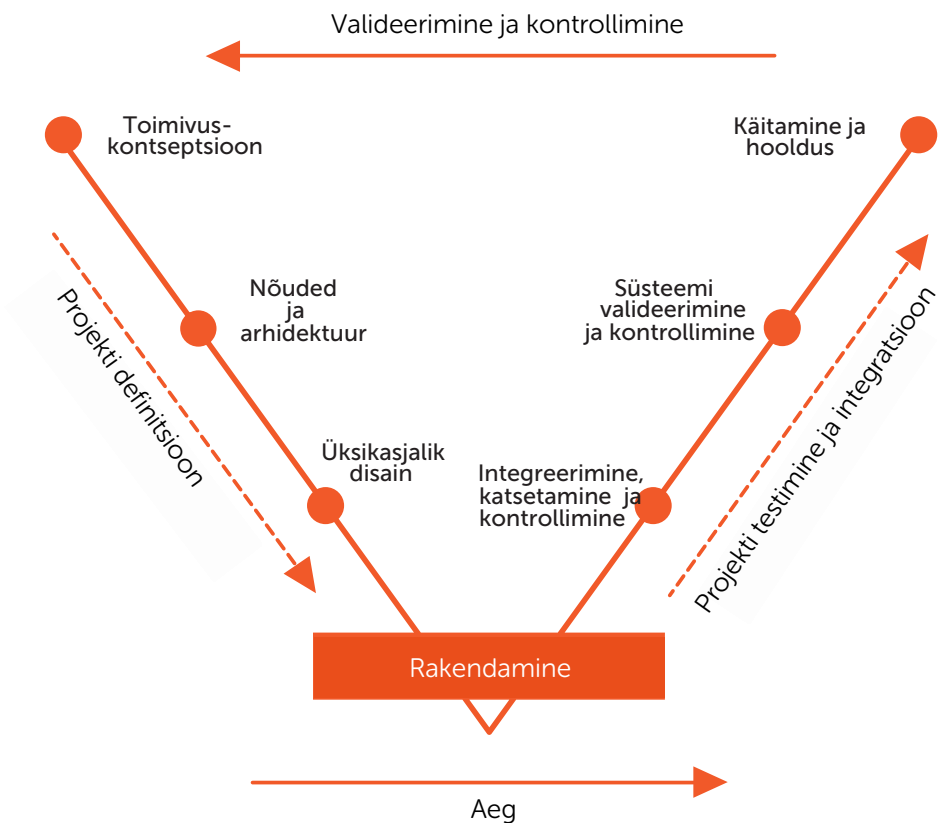 Valideerimine ja kontrollimine
Toimivus-
kontseptsioon
Käitamine ja
hooldus
Nõuded
ja
arhidektuur
Süsteemi
valideerimine
ja kontrollimine
Projekti definitsioon
Projekti testimine ja integratsioon
Üksikasjalik
disain
Integreerimine,
katsetamine ja
kontrollimine
Rakendamine
Aeg